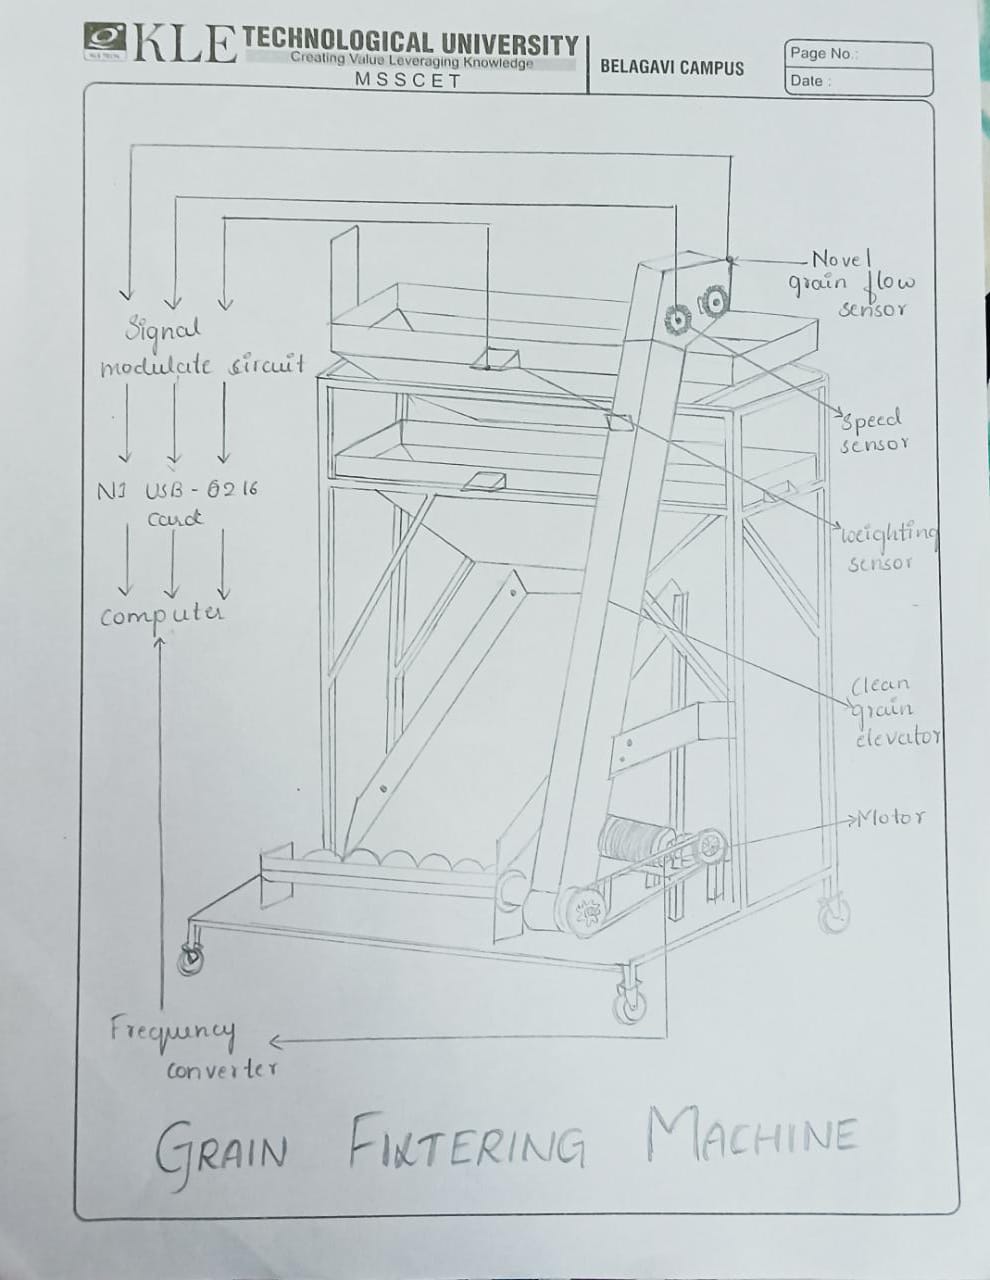 KLE TECHNOLOGICAL UNIVERSITY
Creating Value Leveraging Knowledge
MSSCET
BELAGAVI CAMPUS
Page No.:
Date :
Novel
grain flow
sensor
Signal
modulate circuit
Speed
sensor
NI USB-6216
Card
weighting
sensor
Computer
Clean
grain
elevator
Motor
Frequency
converter
GRAIN FILTERING MACHINE